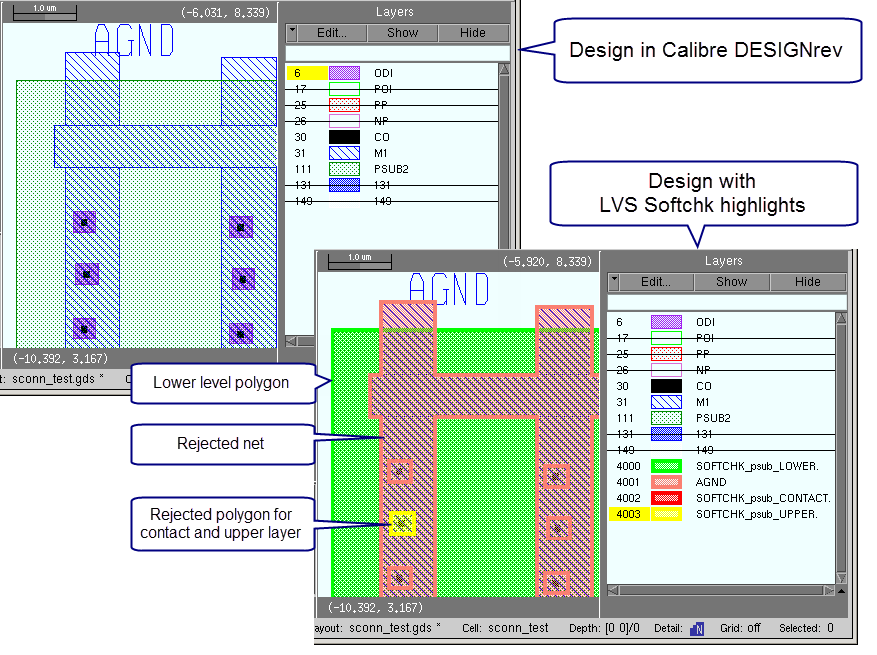 1.0 um
(-6.031, 8.339)
AGND
Layers
Edit...
Show
Hide
6 ODI
17 POI
25 PP
26 NP
30 CO
31 M1
111 PSUB2
131 131
149 149
(-10.392, 3.167)
t: sconn_test.gds *
Design in Calibre DESIGNrev
Design with
LVS Softchk highlights
1.0 um
(-5.920, 8.339)
AGND
Layers
Edit...
Show
Hide
6 ODI
17 POI
25 PP
26 NP
30 CO
31 M1
111 PSUB2
131 131
149 149
4000 SOFTCHK_psub_LOWER.
4001 AGND
4002 SOFTCHK_psub_CONTACT.
4003 SOFTCHK_psub_UPPER.
Lower level polygon
Rejected net
Rejected polygon for
contact and upper layer
(-10.392, 3.167)
ayout: sconn_test.gds * Cell: sconn_test Depth: [0 0]/0 Detail: N Grid: off Selected: 0